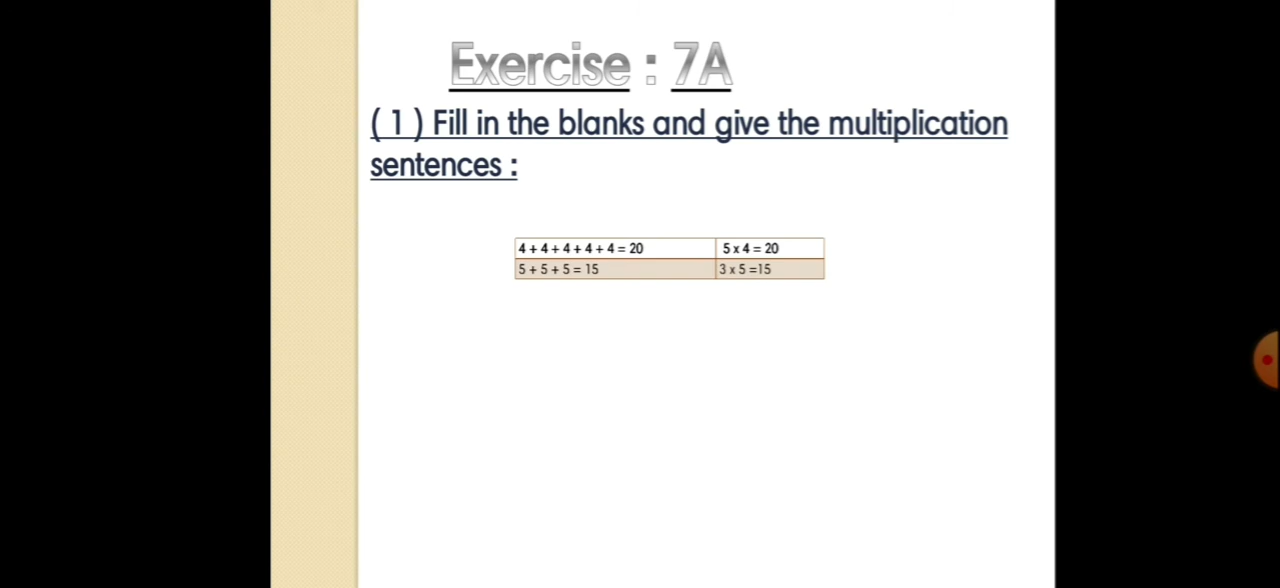 Exercise : 7A
( 1 ) Fill in the blanks and give the multiplication
sentences :
4 + 4 + 4 + 4 + 4 = 20 5 x 4 = 20
5 + 5 + 5 = 15 3 x 5 =15